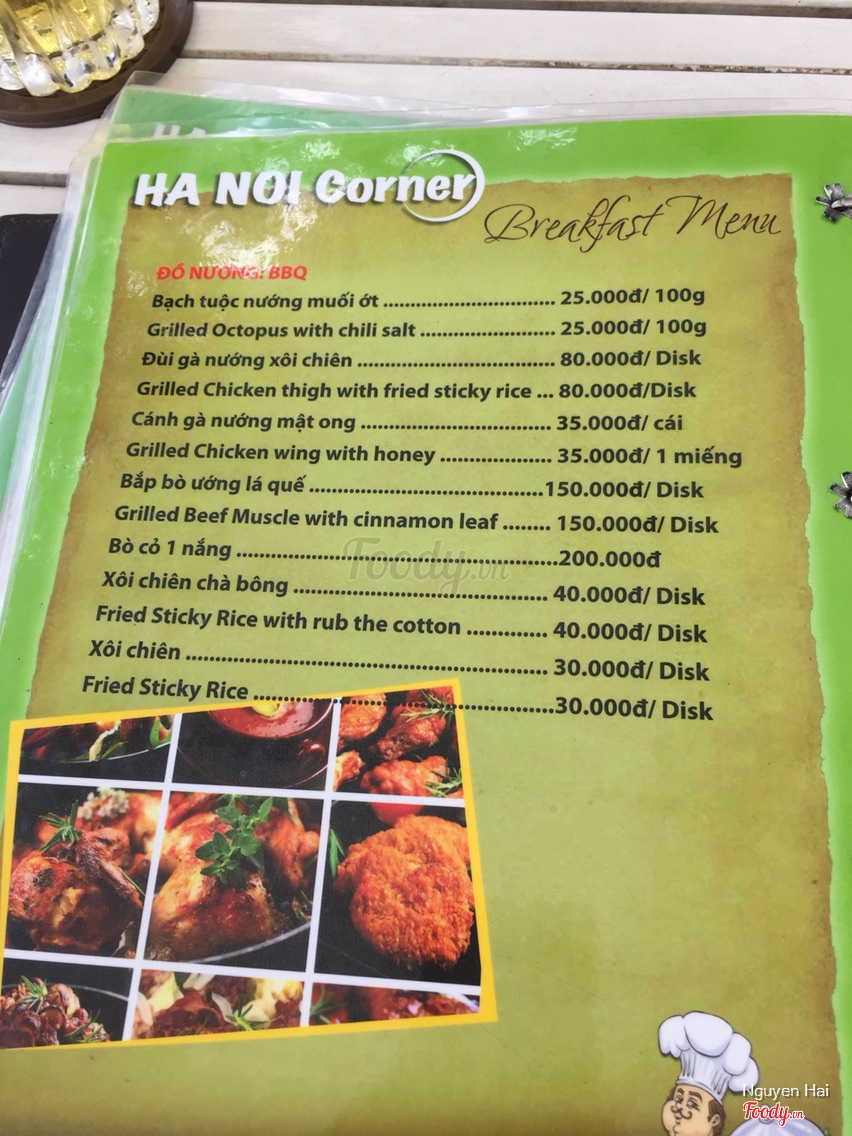 HA
HA NOI Corner
Breakfast Menu
ĐỒ NƯỚNG: BBQ
Bạch tuộc nướng muối ớt ............................... 25.000đ/ 100g
Grilled Octopus with chili salt ........................ 25.000đ/ 100g
Đùi gà nướng xôi chiên .................................... 80.000đ/ Disk
Grilled Chicken thigh with fried sticky rice ... 80.000đ/Disk
Cánh gà nướng mật ong ................................... 35.000đ/ cái
Grilled Chicken wing with honey .................... 35.000đ/ 1 miếng
Bắp bò ướng lá quế ..........................................150.000đ/ Disk
Grilled Beef Muscle with cinnamon leaf ........ 150.000đ/ Disk
Bò cỏ 1 nắng ..........................................................200.000đ
Xôi chiên chà bông ............................................. 40.000đ/ Disk
Fried Sticky Rice with rub the cotton ............. 40.000đ/ Disk
Xôi chiên ................................................................ 30.000đ/ Disk
Fried Sticky Rice .....................................................30.000đ/ Disk
Foody.vn
Nguyen Hai
Foody.vn